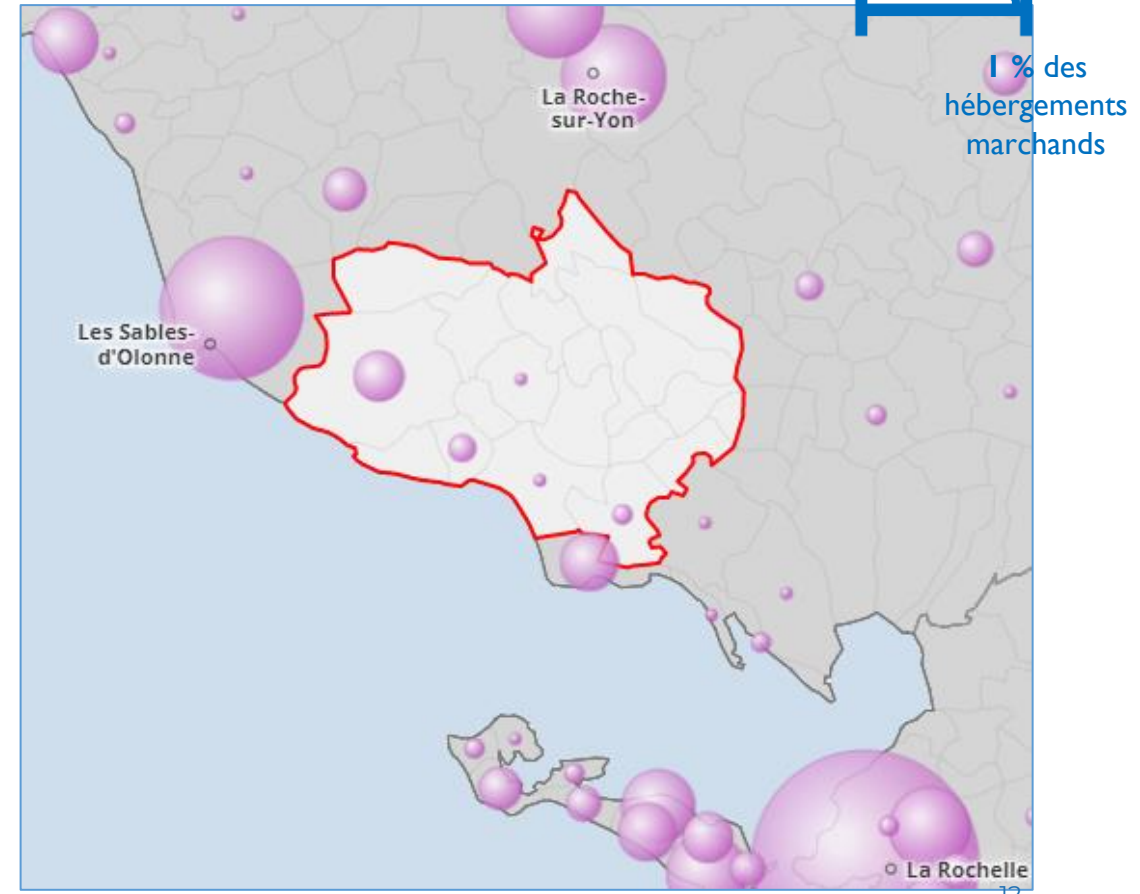 1 % des
hébergements
marchands
La Roche-
sur-Yon
Les Sables-
d'Olonne
La Rochelle